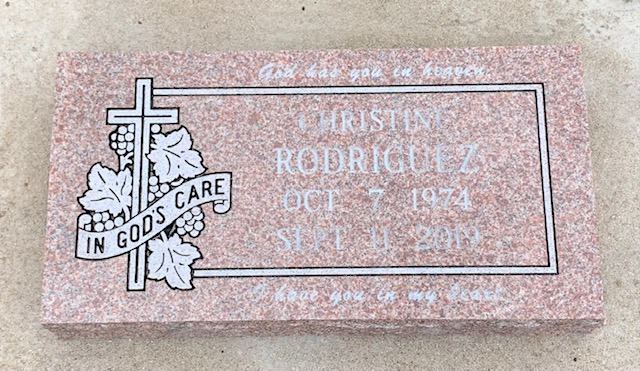 God has you in heaven.
CHRISTINE
RODRIGUEZ
OCT 7 1974
SEPT 11 2019
IN GOD'S CARE
I have you in my heart.